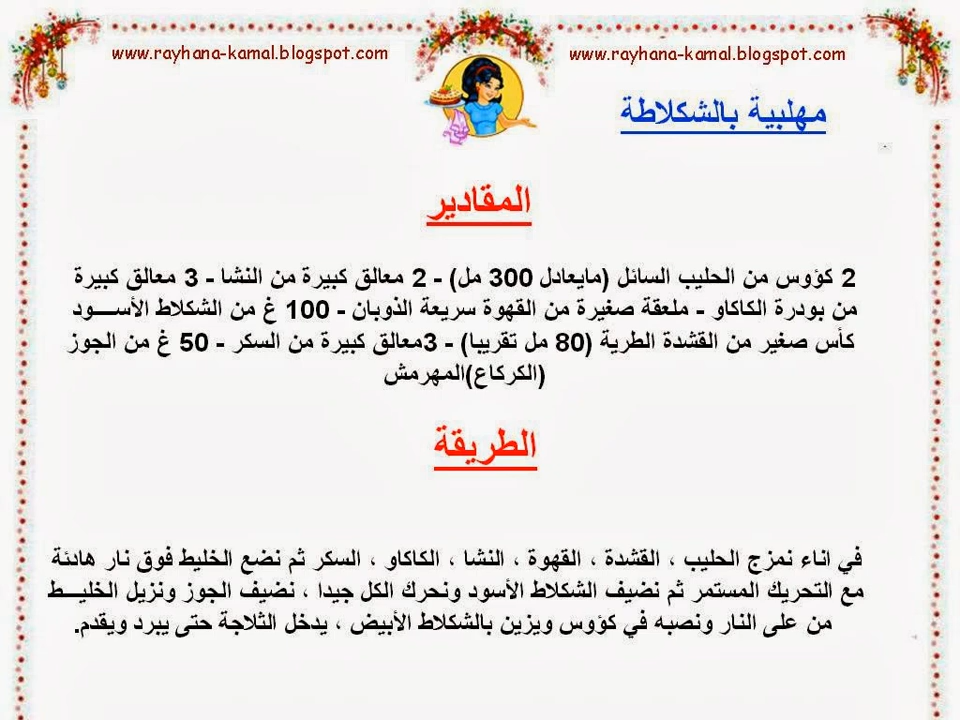 www.rayhana-kamal.blogspot.com
www.rayhana-kamal.blogspot.com
مهلبية بالشكلاطة
المقادير
2 كؤوس من الحليب السائل (مايعادل 300 مل) - 2 معالق كبيرة من النشا - 3 معالق كبيرة
من بودرة الكاكاو - ملعقة صغيرة من القهوة سريعة الذوبان - 100 غ من الشكلاط الأســـود
كأس صغير من القشدة الطرية (80 مل تقريبا) - 3معالق كبيرة من السكر - 50 غ من الجوز
(الكركاع)المهرمش
الطريقة
في اناء نمزج الحليب ، القشدة ، القهوة ، النشا ، الكاكاو ، السكر ثم نضع الخليط فوق نار هادئة
مع التحريك المستمر ثم نضيف الشكلاط الأسود ونحرك الكل جيدا ، نضيف الجوز ونزيل الخليـــط
من على النار ونصبه في كؤوس ويزين بالشكلاط الأبيض ، يدخل الثلاجة حتى يبرد ويقدم.